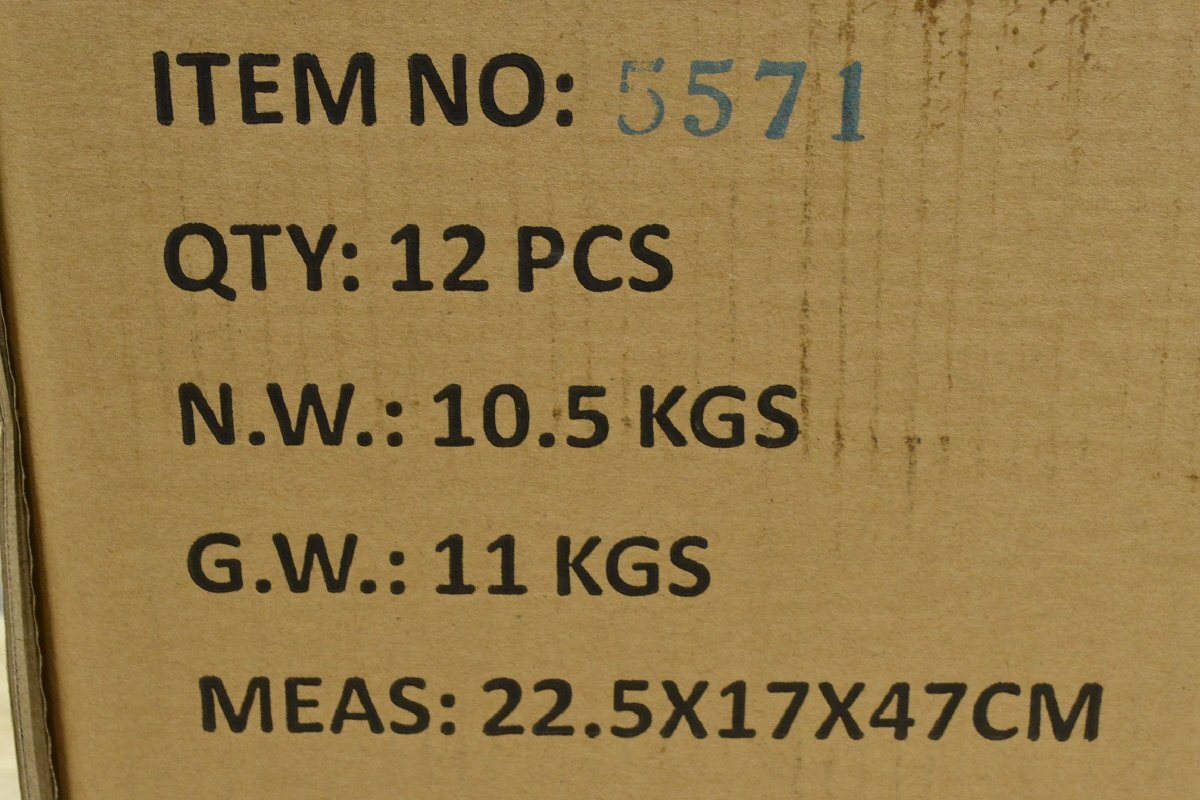 ITEM NO: 5571
QTY: 12 PCS
N.W.: 10.5 KGS
G.W.: 11 KGS
MEAS: 22.5X17X47CM